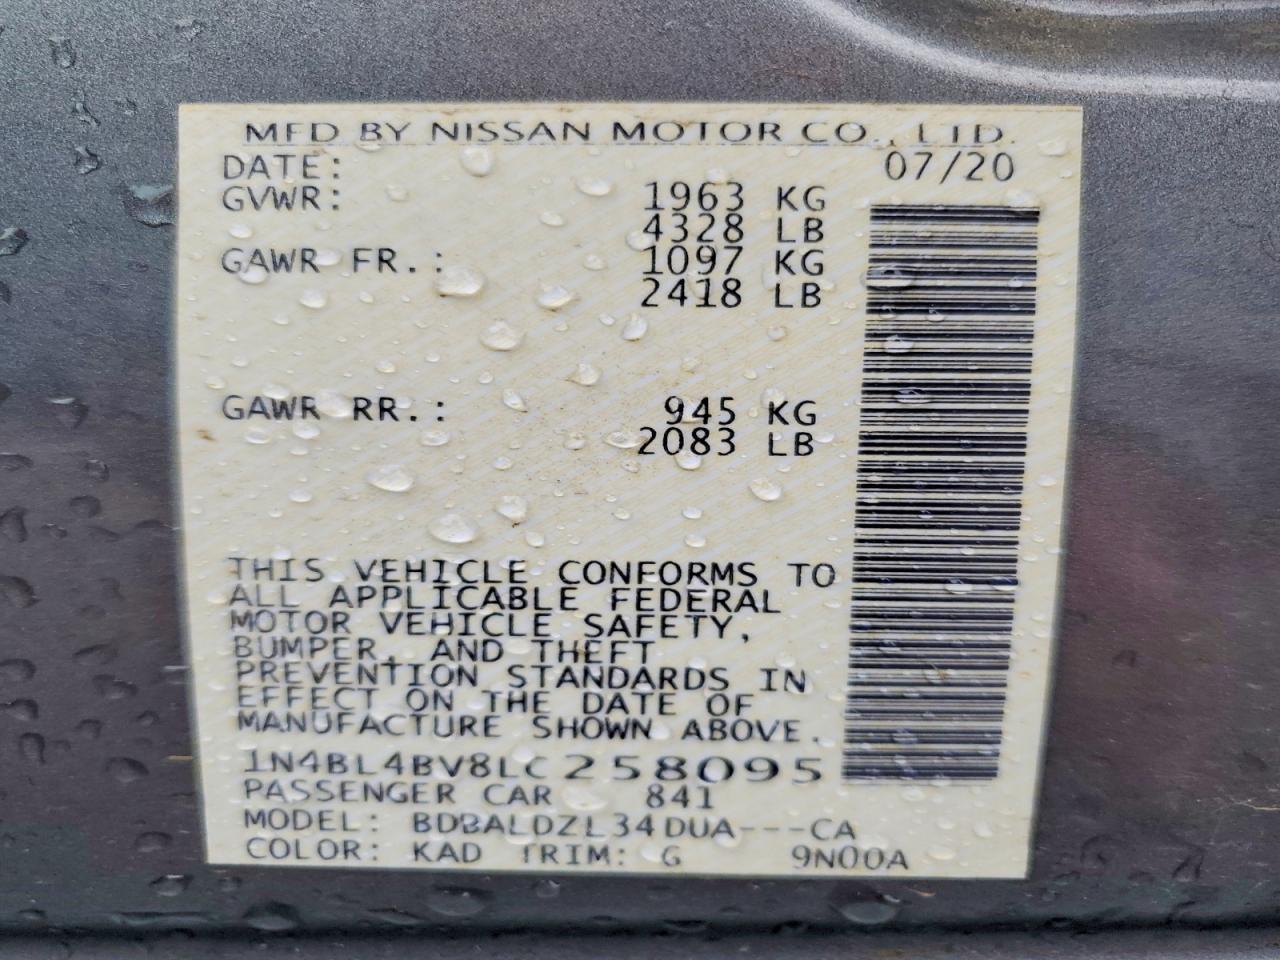 MFD BY NISSAN MOTOR CO., LTD.
DATE: 07/20
GVWR: 1963 KG
4328 LB
GAWR FR.: 1097 KG
2418 LB
GAWR RR.: 945 KG
2083 LB
THIS VEHICLE CONFORMS TO
ALL APPLICABLE FEDERAL
MOTOR VEHICLE SAFETY,
BUMPER, AND THEFT
PREVENTION STANDARDS IN
EFFECT ON THE DATE OF
MANUFACTURE SHOWN ABOVE.
1N4BL4BV8LC258095
PASSENGER CAR 841
MODEL: BDBALDZL34DUA---CA
COLOR: KAD TRIM: G 9N00A